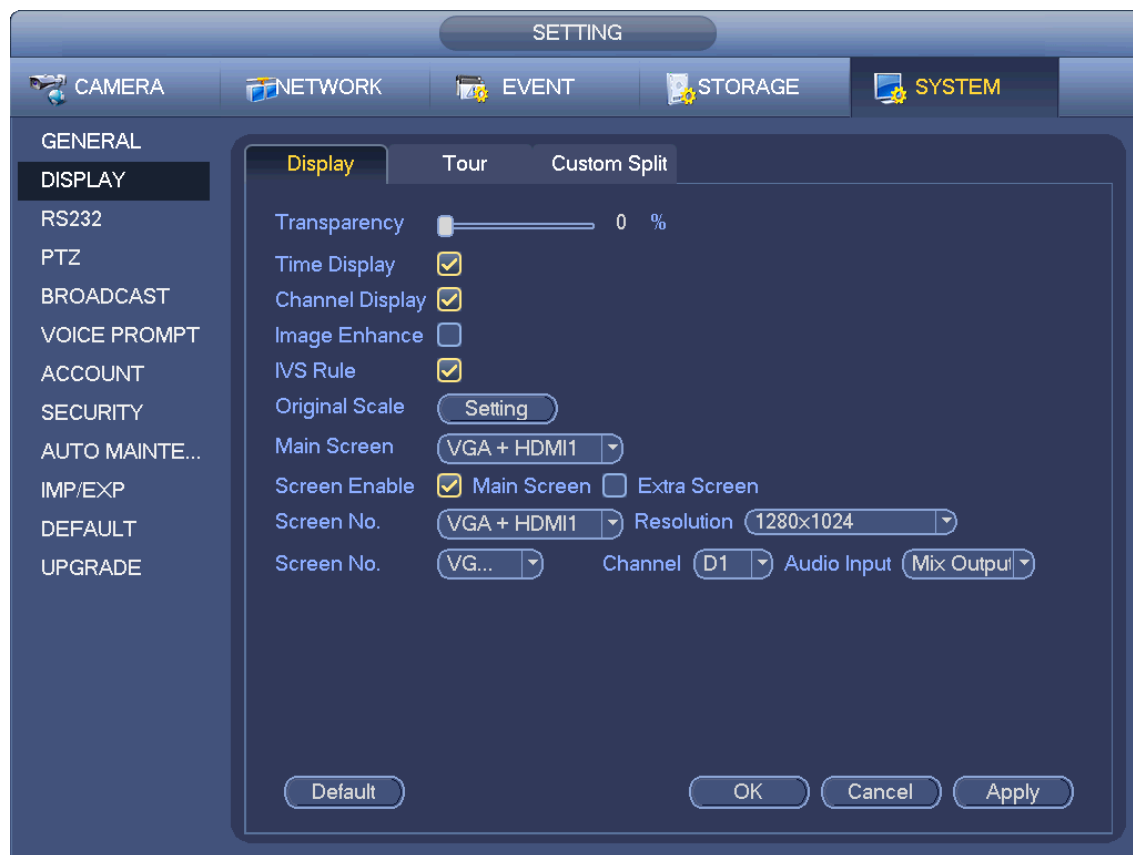 SETTING
CAMERA NETWORK EVENT STORAGE SYSTEM
GENERAL
DISPLAY
RS232
PTZ
BROADCAST
VOICE PROMPT
ACCOUNT
SECURITY
AUTO MAINTE...
IMP/EXP
DEFAULT
UPGRADE
Display Tour Custom Split
Transparency 0 %
Time Display
Channel Display
Image Enhance
IVS Rule
Original Scale Setting
Main Screen VGA + HDMI1
Screen Enable Main Screen Extra Screen
Screen No. VGA + HDMI1 Resolution 1280×1024
Screen No. VG... Channel D1 Audio Input Mix Output
Default OK Cancel Apply